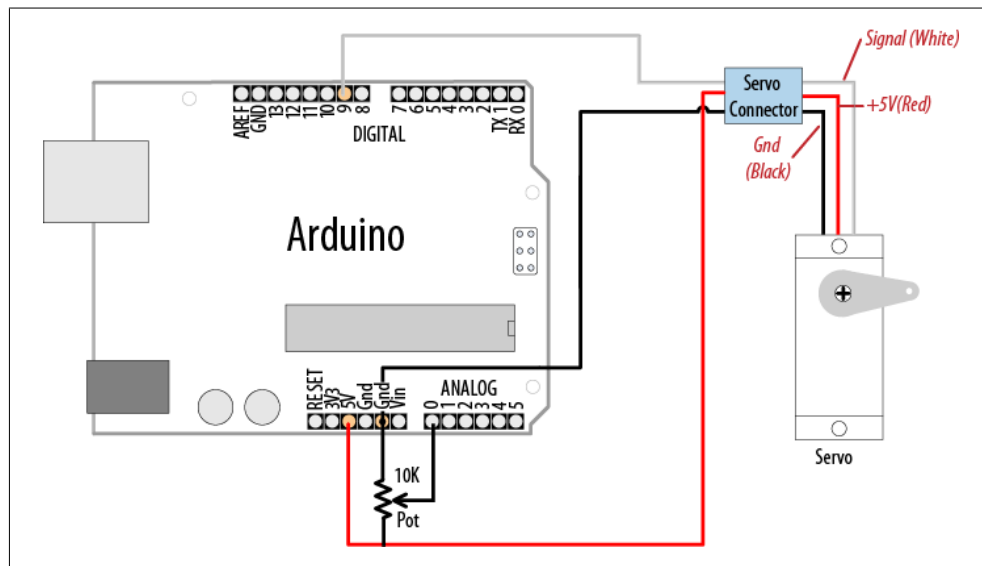 Signal (White)
Servo
Connector
+5V(Red)
Gnd
(Black)
AREF
GND
13
12
11
10
9
8
7
6
5
4
3
2
TX 1
RX 0
DIGITAL
Arduino
RESET
3V3
5V
Gnd
Gnd
Vin
ANALOG
0
1
2
3
4
5
10K
Pot
Servo